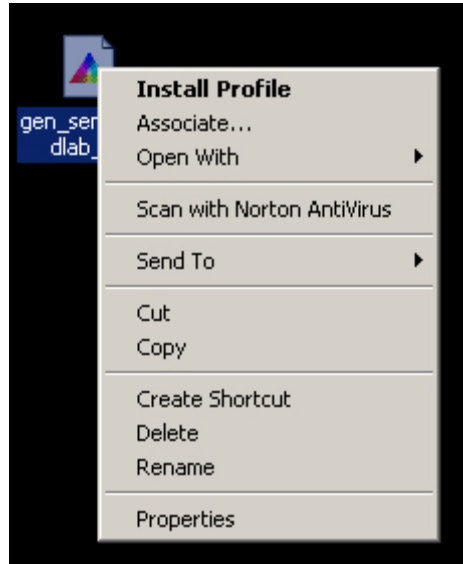 gen_ser
dlab_
Install Profile
Associate...
Open With
Scan with Norton AntiVirus
Send To
Cut
Copy
Create Shortcut
Delete
Rename
Properties